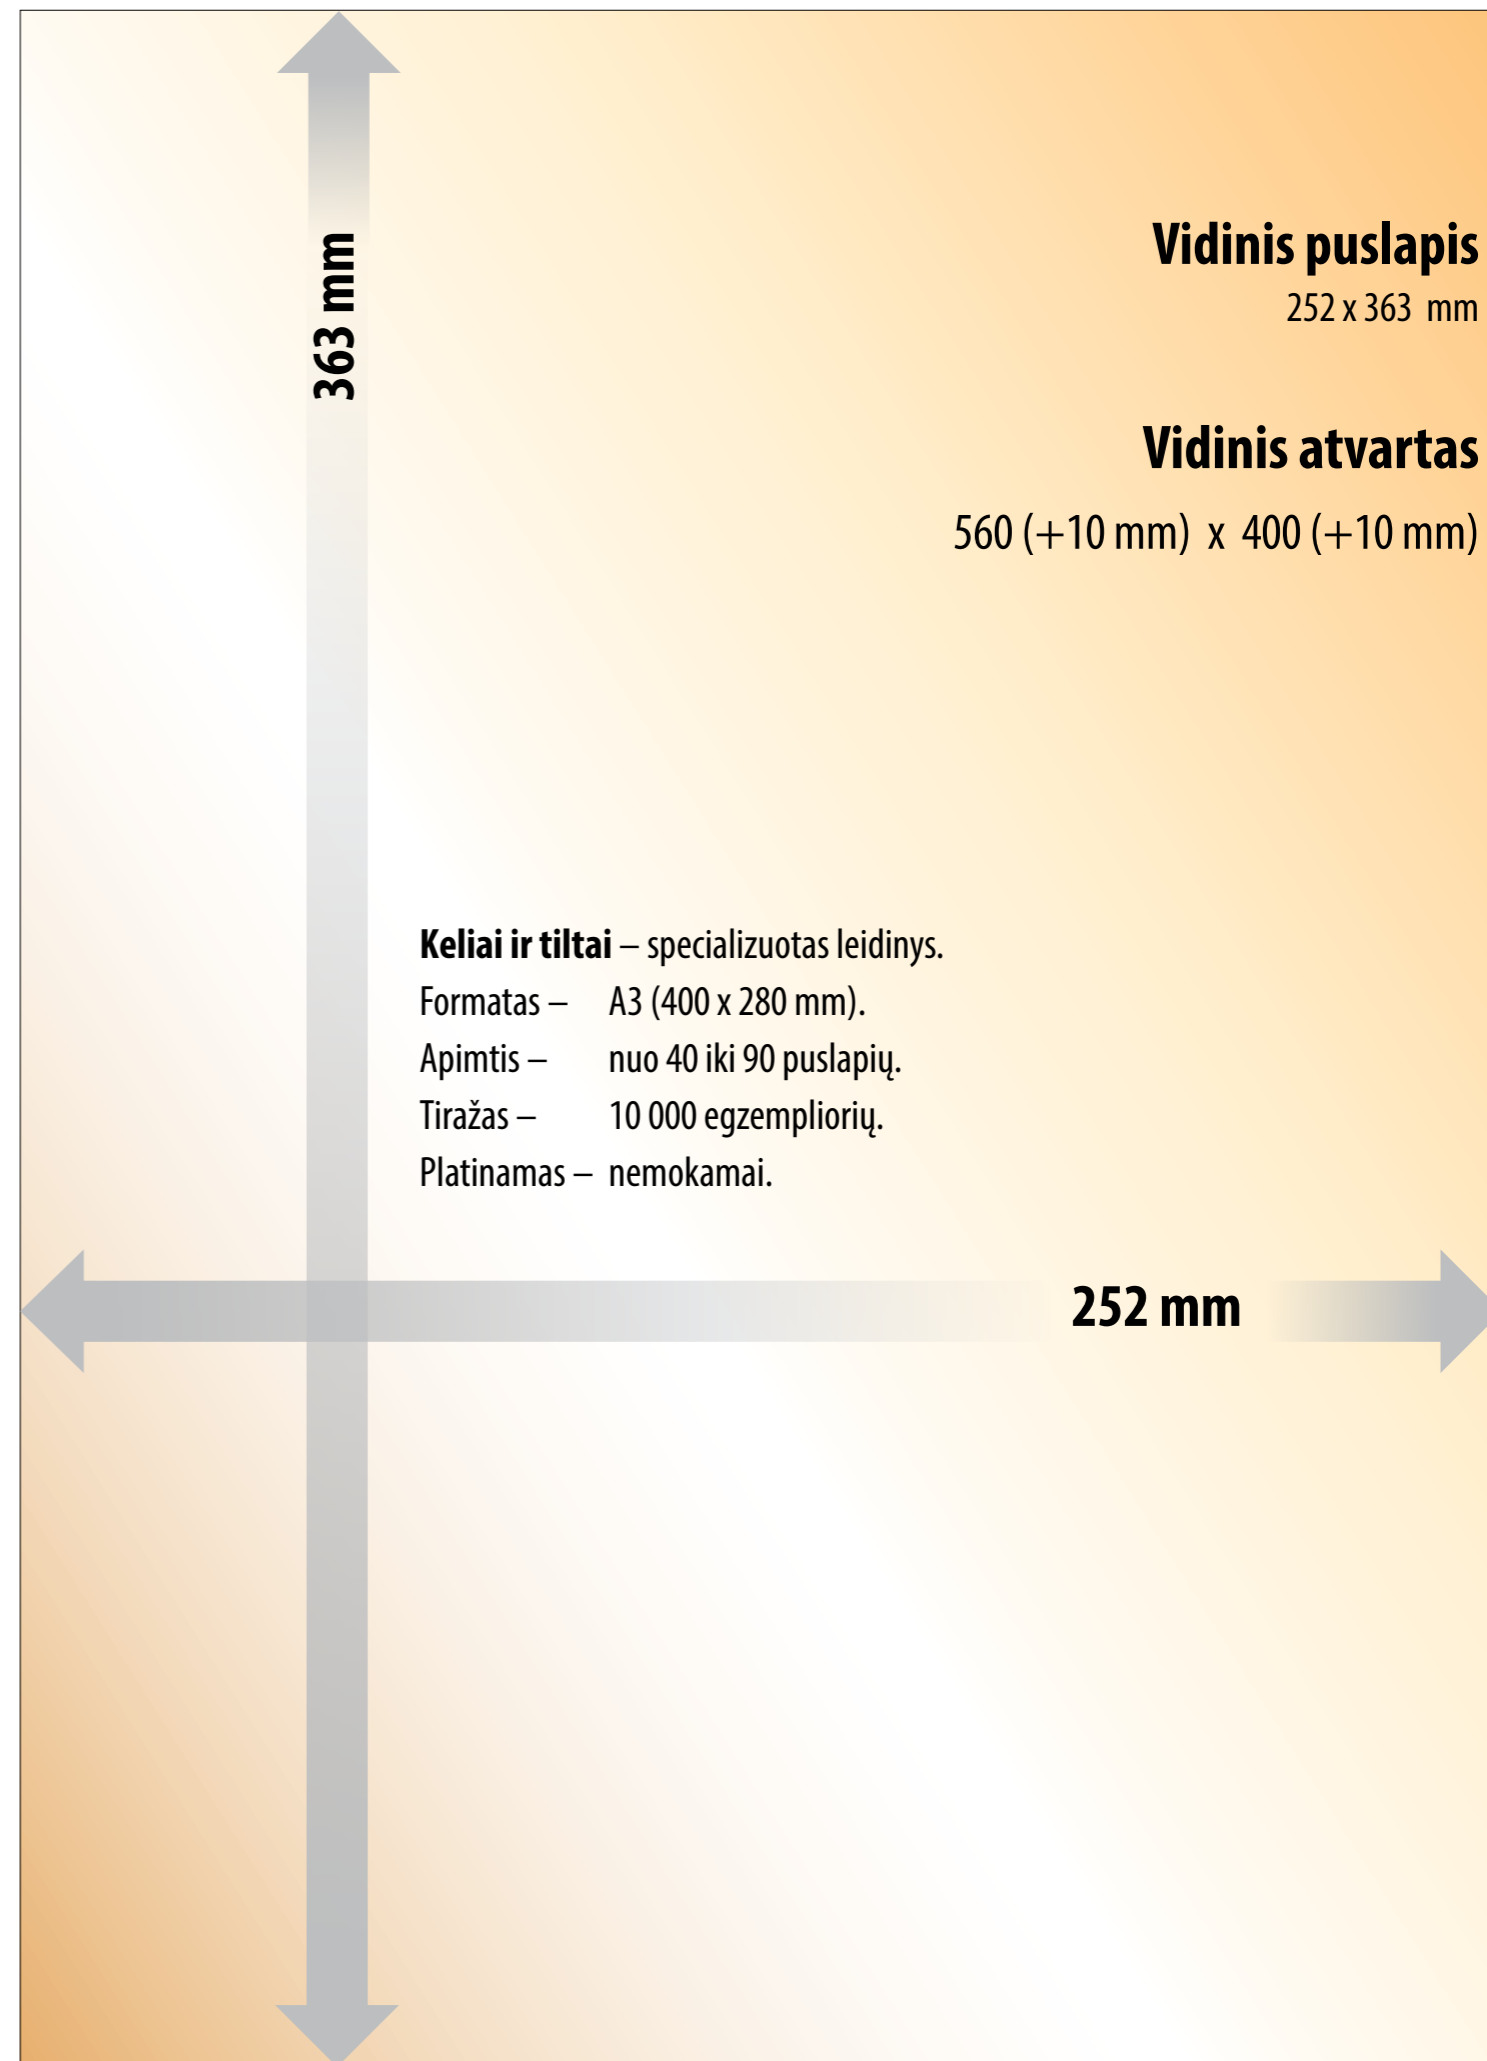 363 mm
Vidinis puslapis
252 x 363 mm
Vidinis atvartas
560 (+10 mm) x 400 (+10 mm)
Keliai ir tiltai – specializuotas leidinys.
Formatas – A3 (400 x 280 mm).
Apimtis – nuo 40 iki 90 puslapių.
Tiražas – 10 000 egzempliorių.
Platinamas – nemokamai.
252 mm